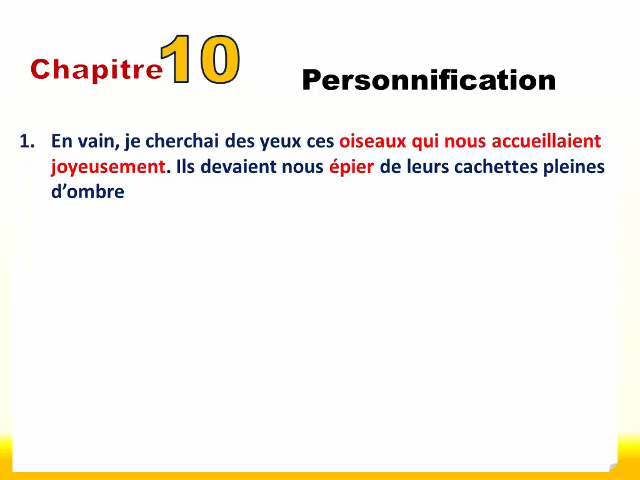 Chapitre 10
Personnification
1. En vain, je cherchai des yeux ces oiseaux qui nous accueillaient
joyeusement. Ils devaient nous épier de leurs cachettes pleines
d’ombre